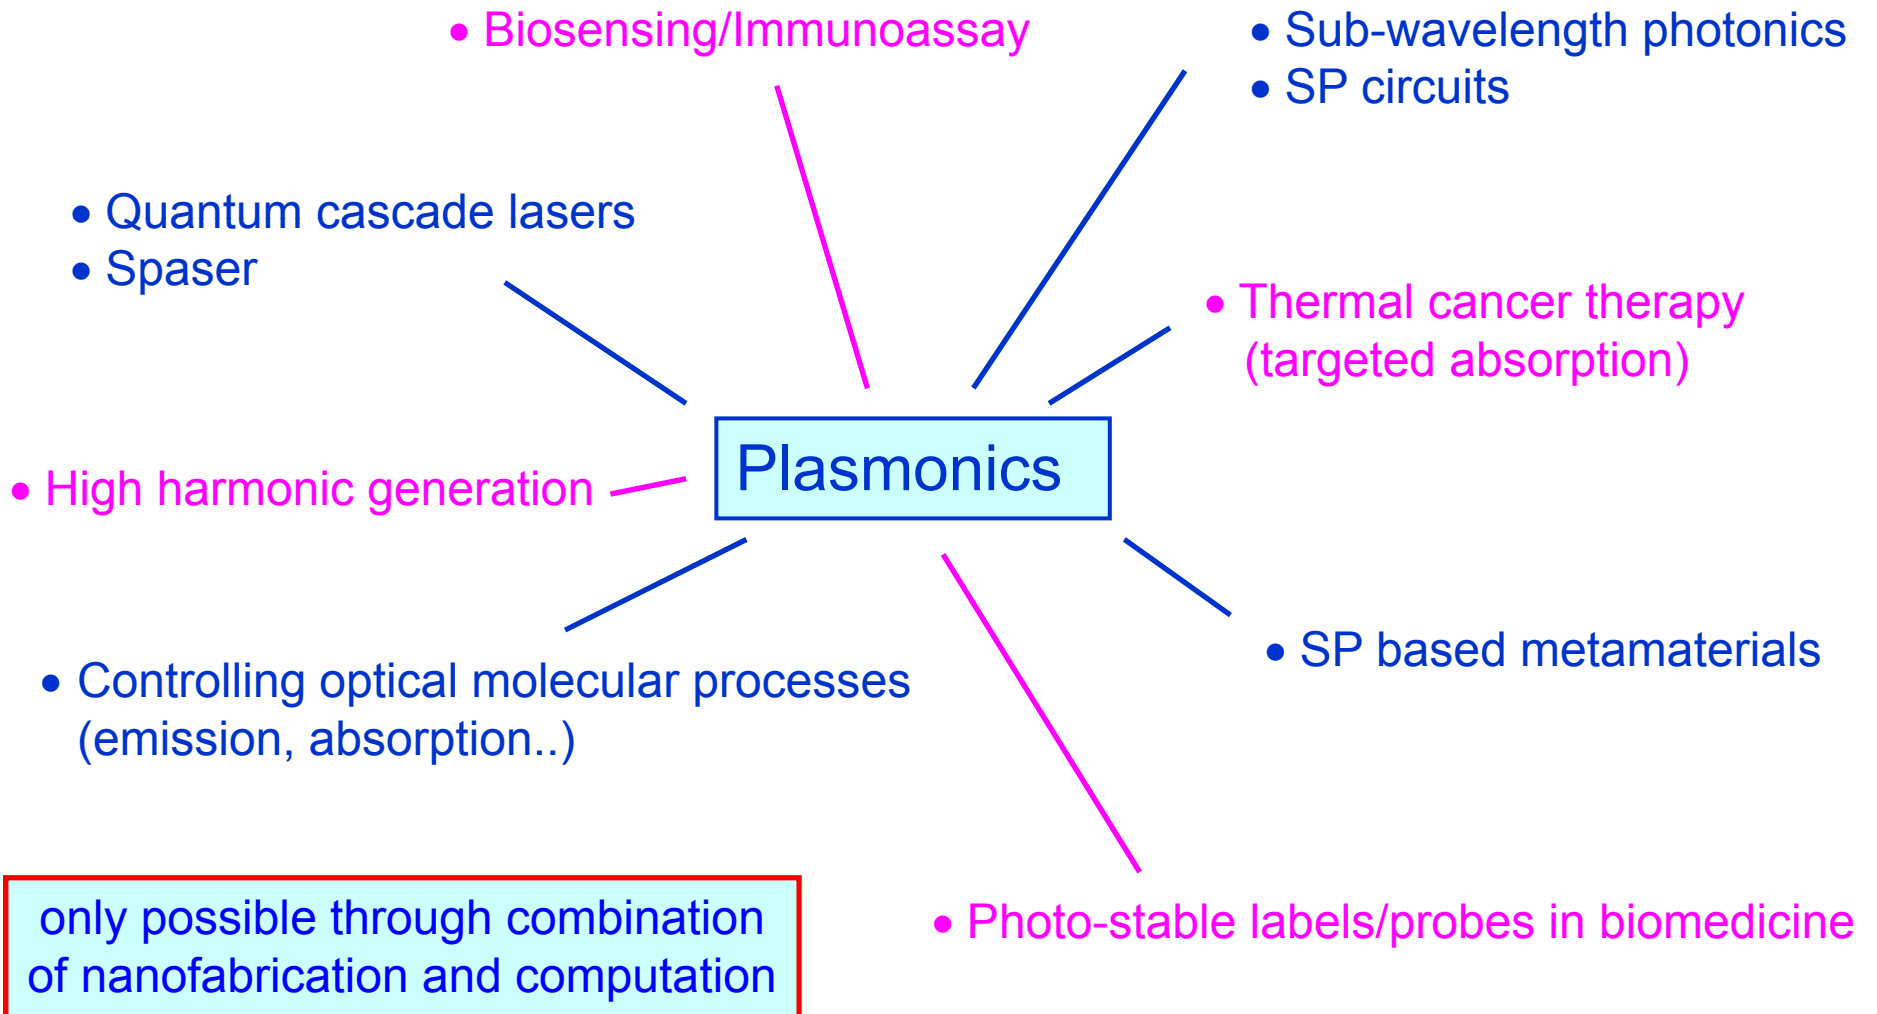 • Biosensing/Immunoassay
• Sub-wavelength photonics
• SP circuits
• Quantum cascade lasers
• Spaser
• Thermal cancer therapy
(targeted absorption)
Plasmonics
• High harmonic generation
• SP based metamaterials
• Controlling optical molecular processes
(emission, absorption..)
only possible through combination
of nanofabrication and computation
• Photo-stable labels/probes in biomedicine